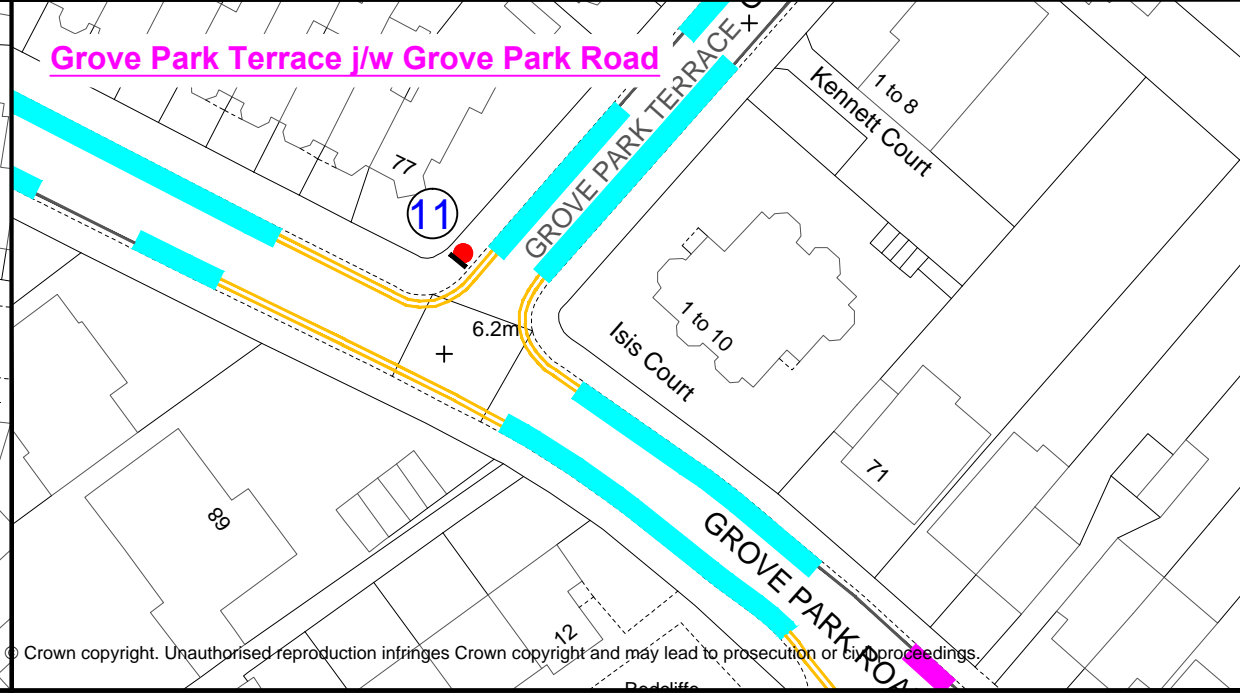 Grove Park Terrace j/w Grove Park Road
GROVE PARK TERRACE
1 to 8
Kennett Court
77
11
6.2m
1 to 10
Isis Court
71
89
GROVE PARK ROA
12
© Crown copyright. Unauthorised reproduction infringes Crown copyright and may lead to prosecution or civil proceedings.